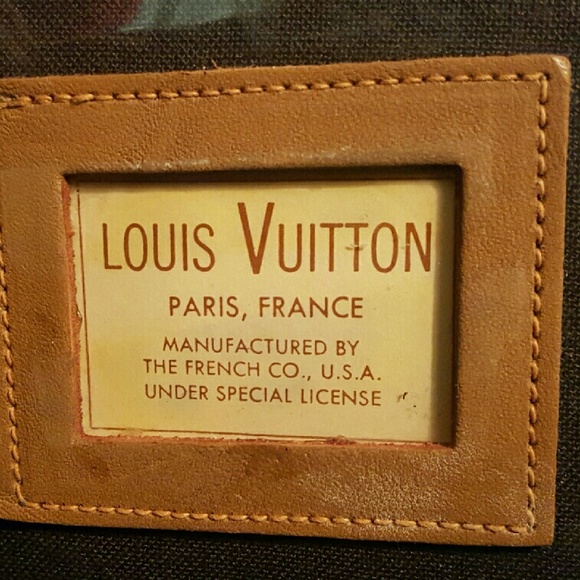 LOUIS VUITTON
PARIS, FRANCE
MANUFACTURED BY
THE FRENCH CO., U.S.A.
UNDER SPECIAL LICENSE